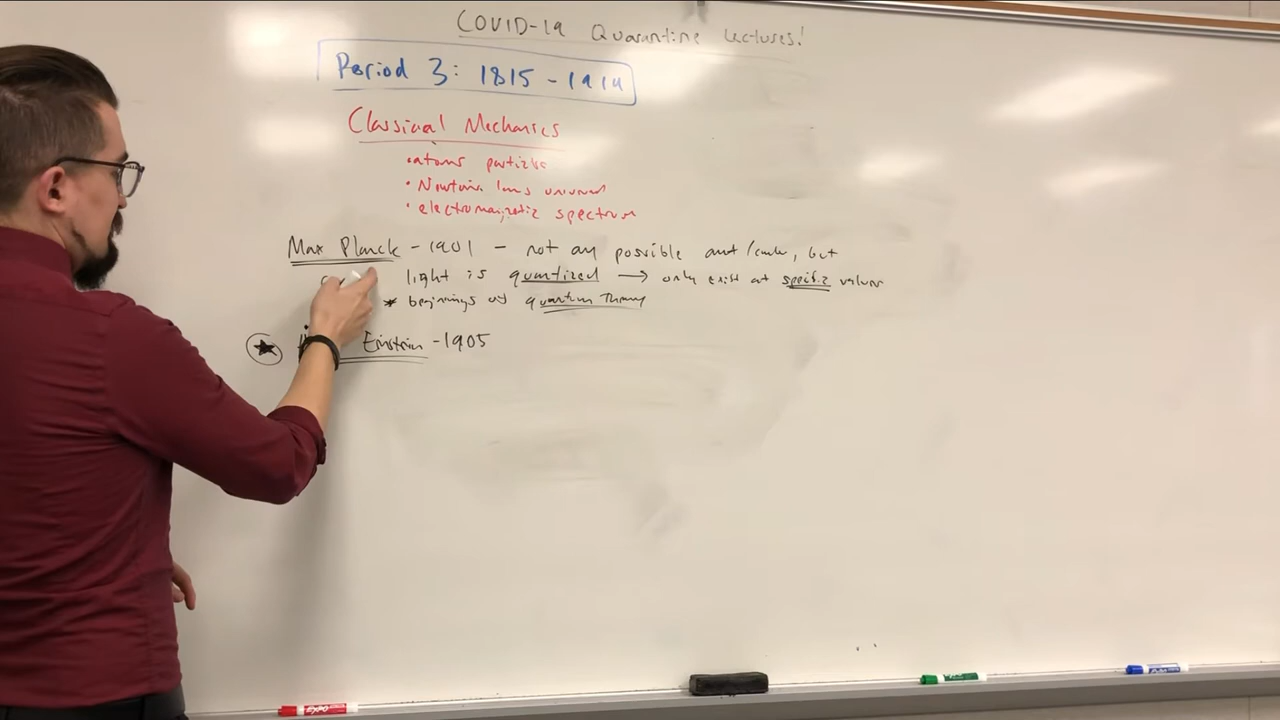 COVID-19 Quarantine Lectures!
Period 3: 1815 - 1914
Classical Mechanics
• atoms particles
• Newton's laws universal
• electromagnetic spectrum
Max Planck - 1901 - not any possible amt /, but
light is quantized → only exist at specific values
* beginnings of quantum Theory
★ Einstein - 1905
EXPO